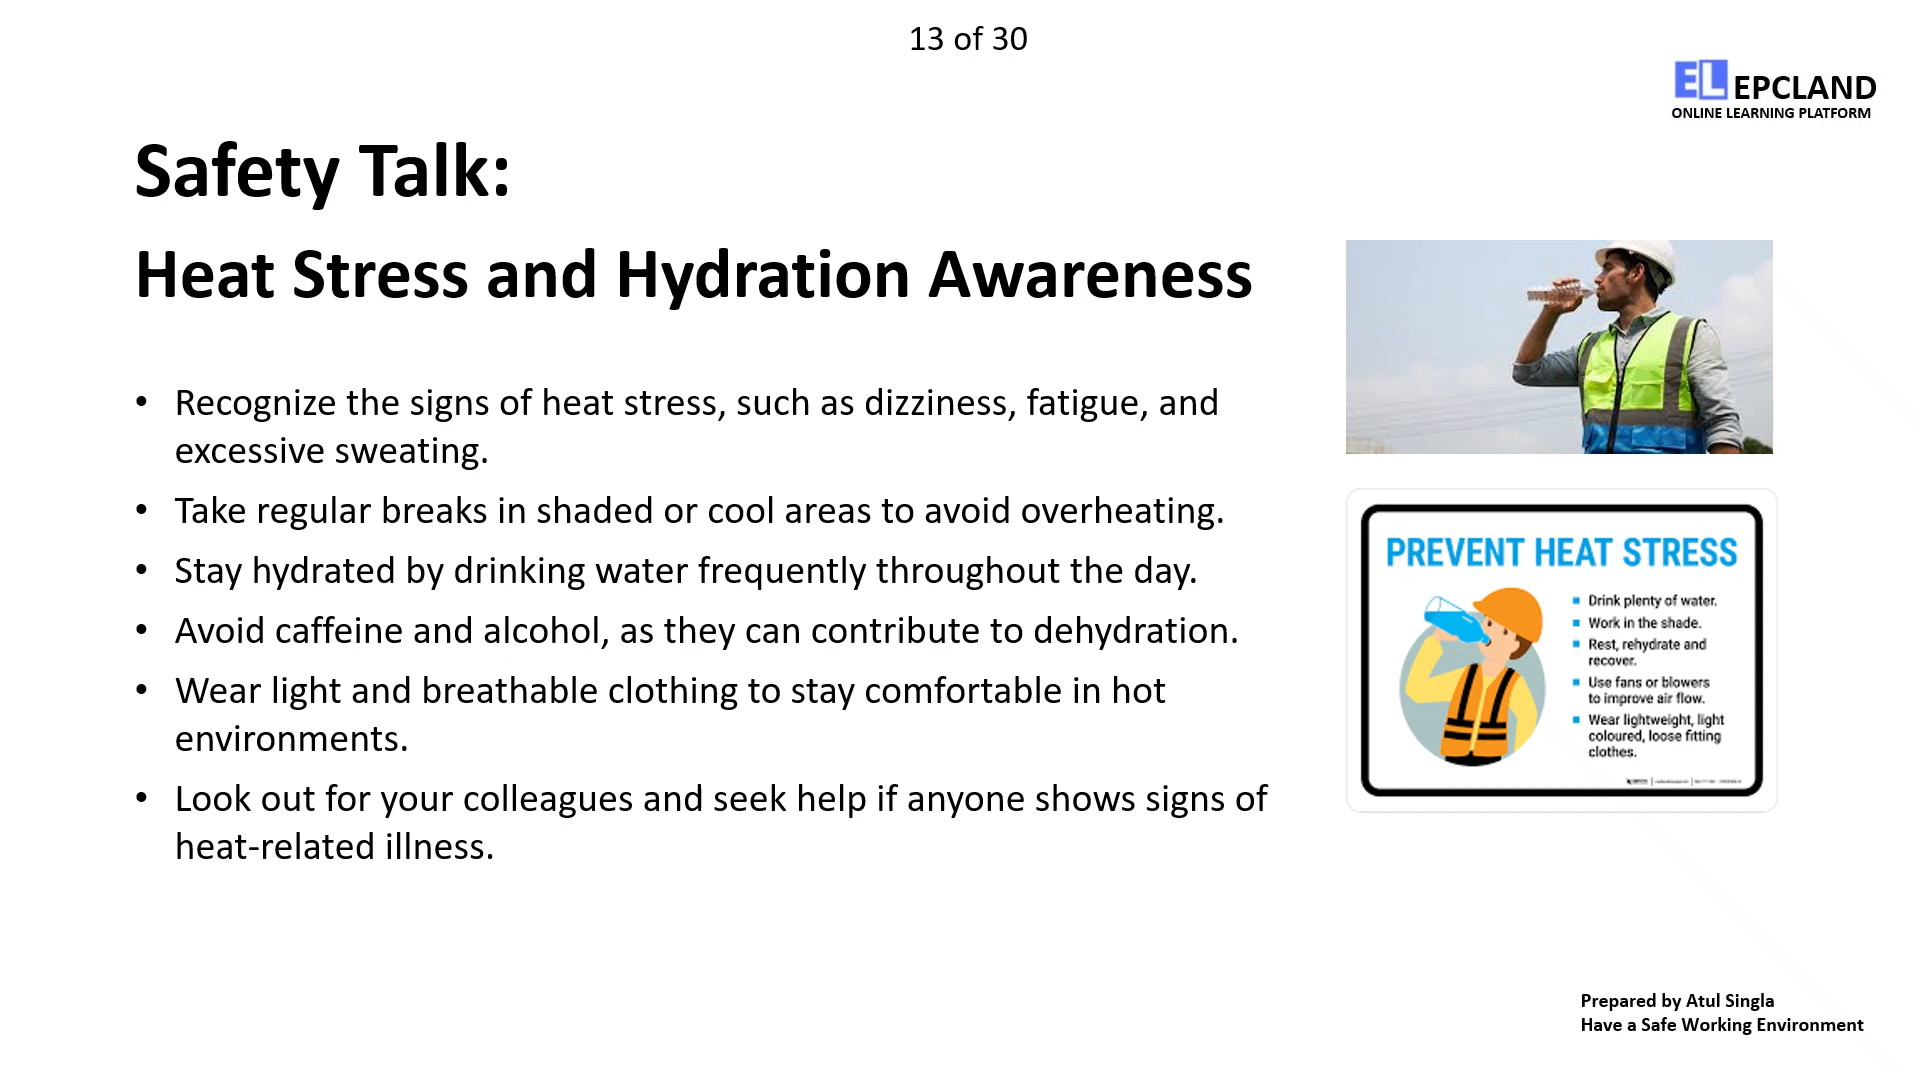 13 of 30
EL EPCLAND
ONLINE LEARNING PLATFORM
Safety Talk:
Heat Stress and Hydration Awareness
• Recognize the signs of heat stress, such as dizziness, fatigue, and
excessive sweating.
• Take regular breaks in shaded or cool areas to avoid overheating.
• Stay hydrated by drinking water frequently throughout the day.
• Avoid caffeine and alcohol, as they can contribute to dehydration.
• Wear light and breathable clothing to stay comfortable in hot
environments.
• Look out for your colleagues and seek help if anyone shows signs of
heat-related illness.
PREVENT HEAT STRESS
Drink plenty of water.
Work in the shade.
Rest, rehydrate and
recover.
Use fans or blowers
to improve air flow.
Wear lightweight, light
coloured, loose fitting
clothes.
Prepared by Atul Singla
Have a Safe Working Environment